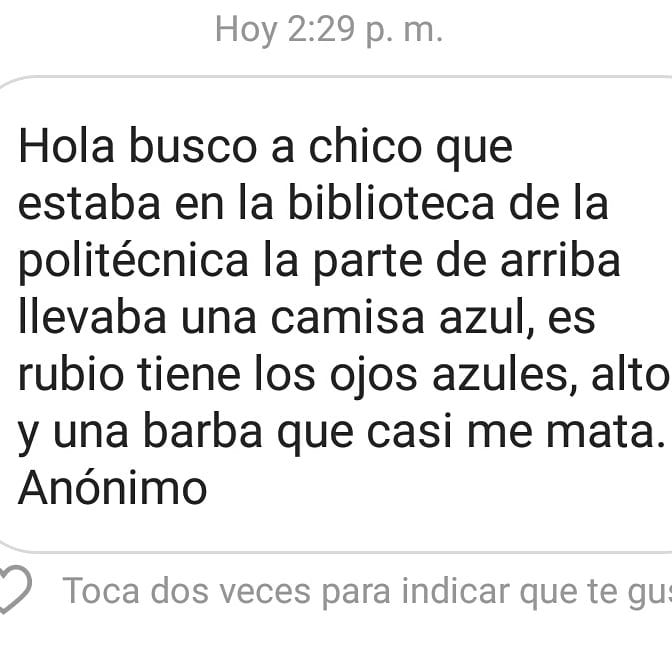 Hoy 2:29 p. m.
Hola busco a chico que
estaba en la biblioteca de la
politécnica la parte de arriba
llevaba una camisa azul, es
rubio tiene los ojos azules, alto
y una barba que casi me mata.
Anónimo
Toca dos veces para indicar que te gus